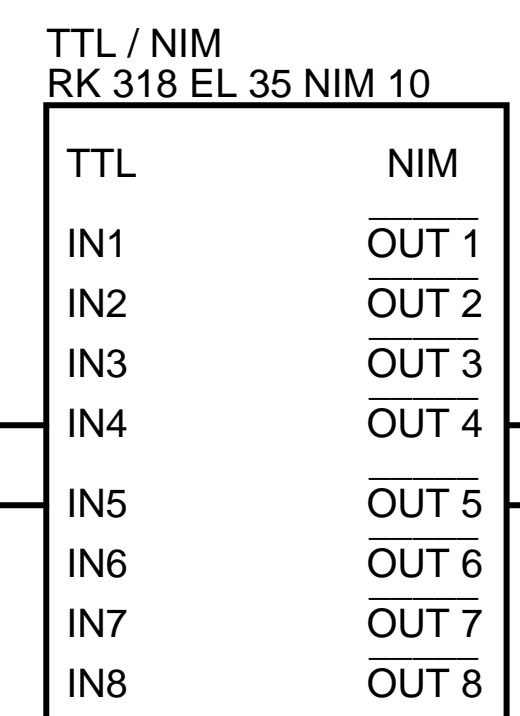 TTL / NIM
RK 318 EL 35 NIM 10
TTL NIM
IN1 OUT 1
IN2 OUT 2
IN3 OUT 3
IN4 OUT 4
IN5 OUT 5
IN6 OUT 6
IN7 OUT 7
IN8 OUT 8